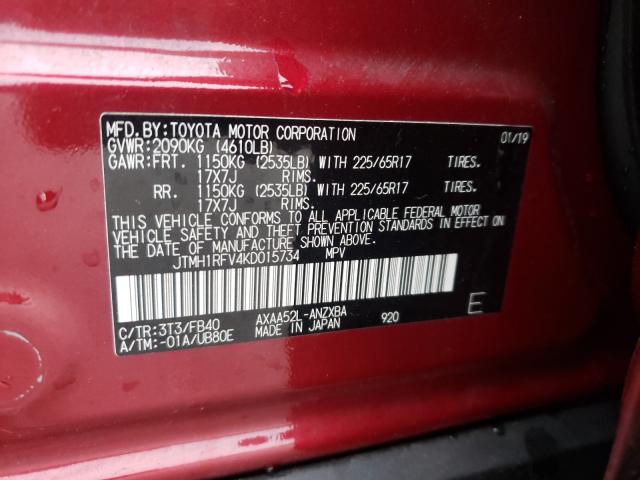 MFD. BY: TOYOTA MOTOR CORPORATION 01/19
GVWR: 2090KG (4610LB)
GAWR: FRT. 1150KG (2535LB) WITH 225/65R17 TIRES.
17X7J RIMS.
RR. 1150KG (2535LB) WITH 225/65R17 TIRES.
17X7J RIMS.
THIS VEHICLE CONFORMS TO ALL APPLICABLE FEDERAL MOTOR
VEHICLE SAFETY AND THEFT PREVENTION STANDARDS IN EFFECT ON
THE DATE OF MANUFACTURE SHOWN ABOVE.
JTMH1RFV4KD015734 MPV
C/TR: 3T3/FB40 AXAA52L-ANZXBA 920 E
A/TM:-01A/UB80E MADE IN JAPAN